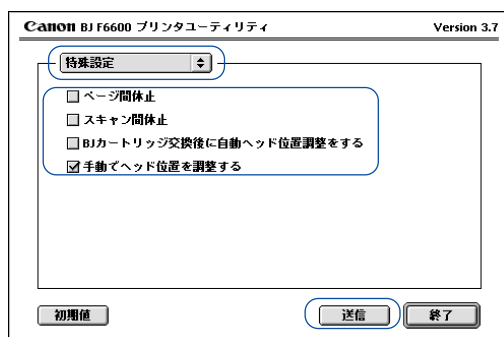 Canon BJ F6600 プリンタユーティリティ Version 3.7
特殊設定
ページ間休止
スキャン間休止
BJカートリッジ交換後に自動ヘッド位置調整をする
手動でヘッド位置を調整する
初期値 送信 終了